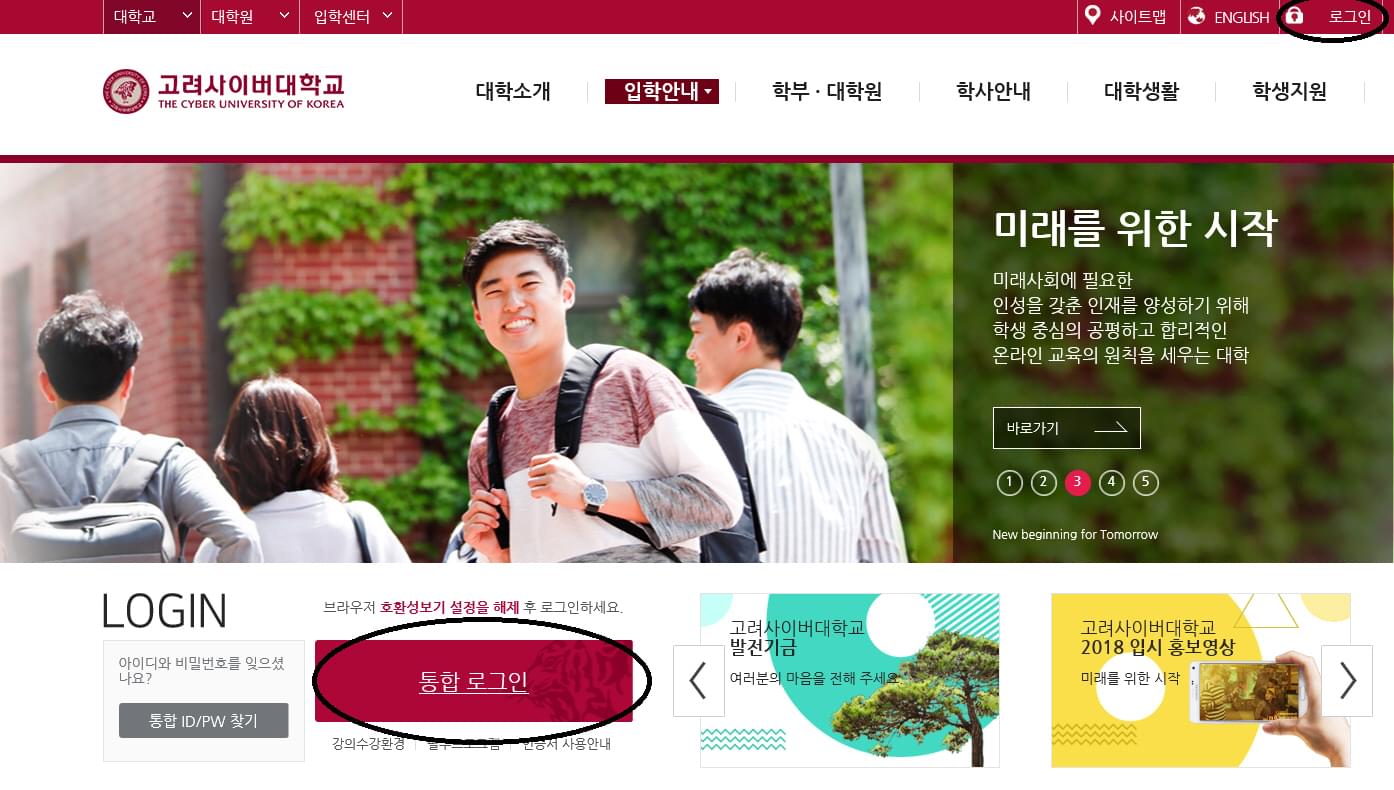 대학교
대학원
입학센터
사이트맵
ENGLISH
로그인
고려사이버대학교
THE CYBER UNIVERSITY OF KOREA
대학소개
입학안내
학부 · 대학원
학사안내
대학생활
학생지원
미래를 위한 시작
미래사회에 필요한
인성을 갖춘 인재를 양성하기 위해
학생 중심의 공평하고 합리적인
온라인 교육의 원칙을 세우는 대학
바로가기
1 2 3 4 5
New beginning for Tomorrow
LOGIN
브라우저 호환성보기 설정을 해제 후 로그인하세요.
아이디와 비밀번호를 잊으셨
나요?
통합 ID/PW 찾기
통합 로그인
강의수강환경
사용안내
고려사이버대학교
발전기금
여러분의 마음을 전해 주세요.
고려사이버대학교
2018 입시 홍보영상
미래를 위한 시작